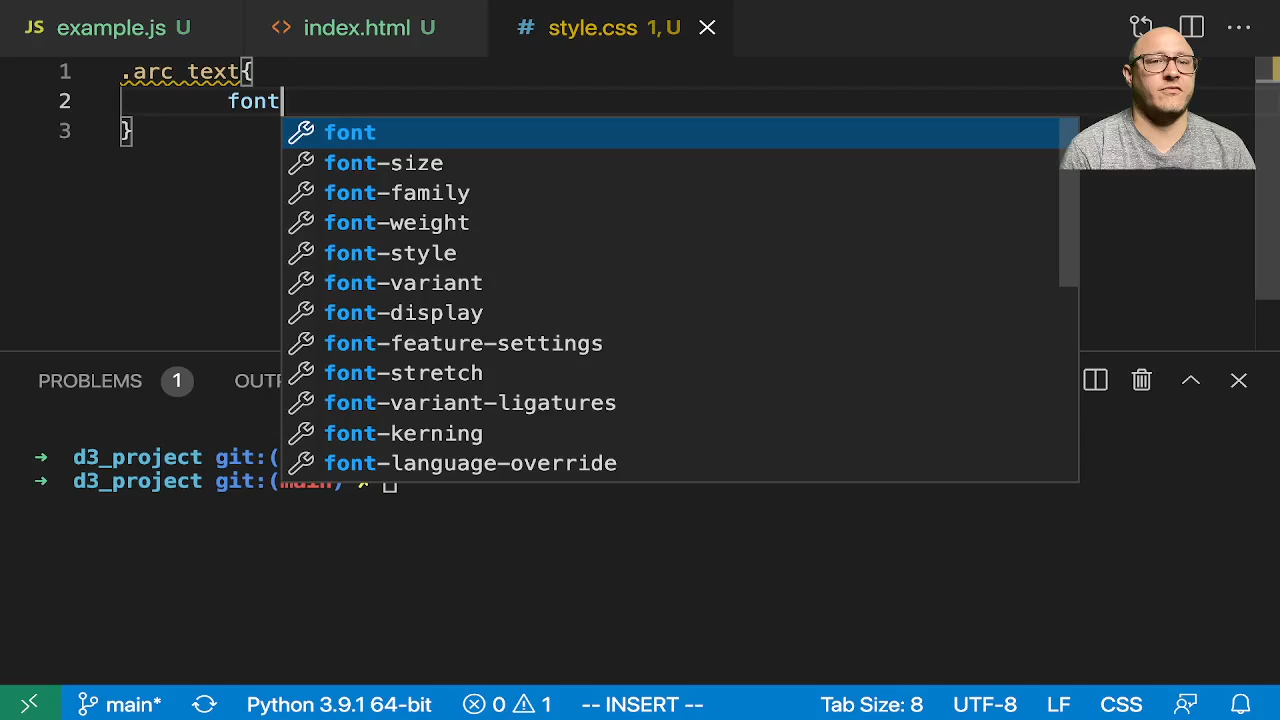 JS example.js U <> index.html U # style.css 1, U
1 .arc text{
2 font
3 }
font
font-size
font-family
font-weight
font-style
font-variant
font-display
font-feature-settings
font-stretch
font-variant-ligatures
font-kerning
font-language-override
PROBLEMS 1 OUT
→ d3_project git:(
→ d3_project git:(main)
main* Python 3.9.1 64-bit 0 1 -- INSERT -- Tab Size: 8 UTF-8 LF CSS